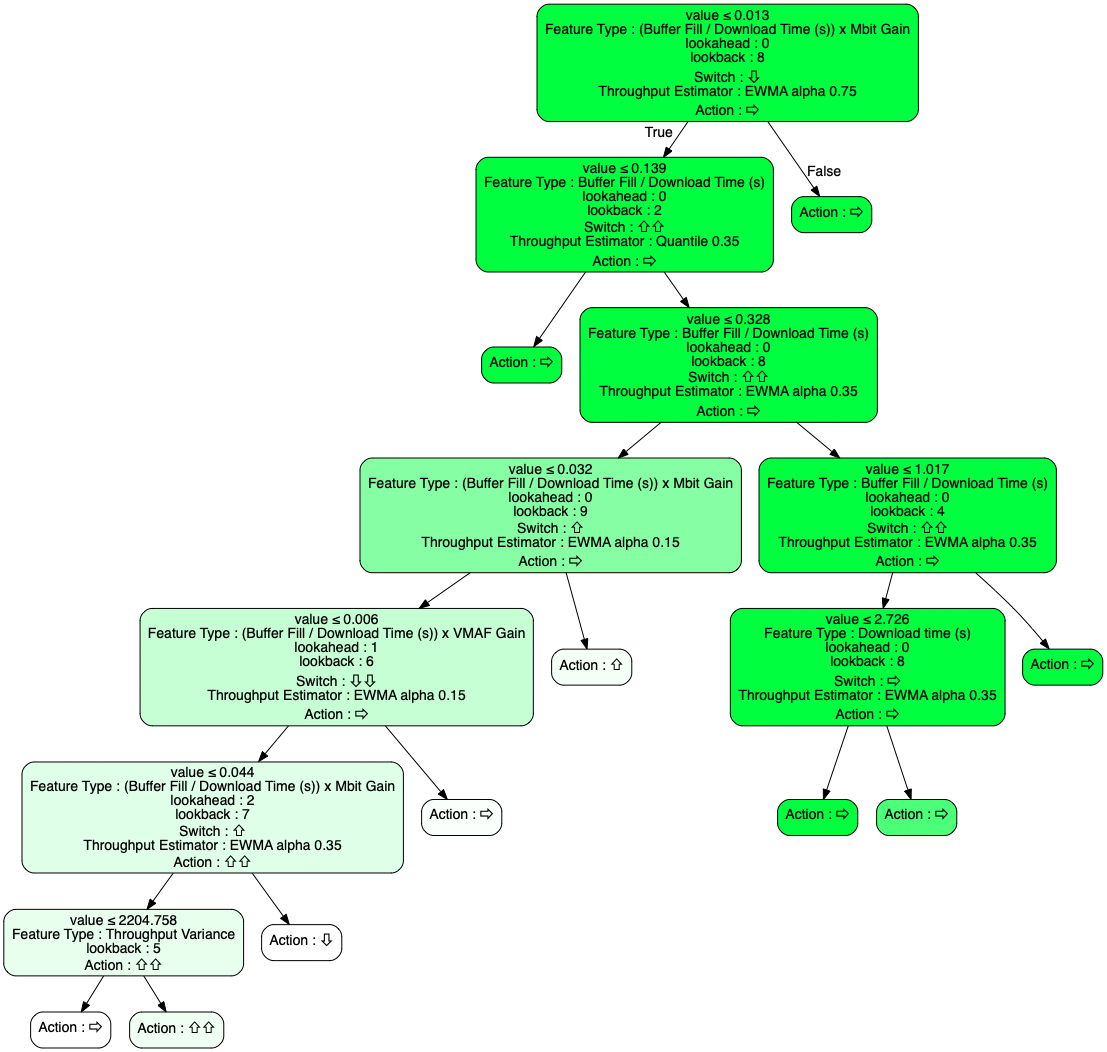 value ≤ 0.013
Feature Type : (Buffer Fill / Download Time (s)) x Mbit Gain
lookahead : 0
lookback : 8
Switch : ⇩
Throughput Estimator : EWMA alpha 0.75
Action : ⇨
True
False
value ≤ 0.139
Feature Type : Buffer Fill / Download Time (s)
lookahead : 0
lookback : 2
Switch : ⇧⇧
Throughput Estimator : Quantile 0.35
Action : ⇨
Action : ⇨
Action : ⇨
value ≤ 0.328
Feature Type : Buffer Fill / Download Time (s)
lookahead : 0
lookback : 8
Switch : ⇧⇧
Throughput Estimator : EWMA alpha 0.35
Action : ⇨
value ≤ 0.032
Feature Type : (Buffer Fill / Download Time (s)) x Mbit Gain
lookahead : 0
lookback : 9
Switch : ⇧
Throughput Estimator : EWMA alpha 0.15
Action : ⇨
value ≤ 1.017
Feature Type : Buffer Fill / Download Time (s)
lookahead : 0
lookback : 4
Switch : ⇧⇧
Throughput Estimator : EWMA alpha 0.35
Action : ⇨
value ≤ 0.006
Feature Type : (Buffer Fill / Download Time (s)) x VMAF Gain
lookahead : 1
lookback : 6
Switch : ⇩⇩
Throughput Estimator : EWMA alpha 0.15
Action : ⇨
Action : ⇧
value ≤ 2.726
Feature Type : Download time (s)
lookahead : 0
lookback : 8
Switch : ⇨
Throughput Estimator : EWMA alpha 0.35
Action : ⇨
Action : ⇨
value ≤ 0.044
Feature Type : (Buffer Fill / Download Time (s)) x Mbit Gain
lookahead : 2
lookback : 7
Switch : ⇧
Throughput Estimator : EWMA alpha 0.35
Action : ⇧⇧
Action : ⇨
Action : ⇨
Action : ⇨
value ≤ 2204.758
Feature Type : Throughput Variance
lookback : 5
Action : ⇧⇧
Action : ⇩
Action : ⇨
Action : ⇧⇧